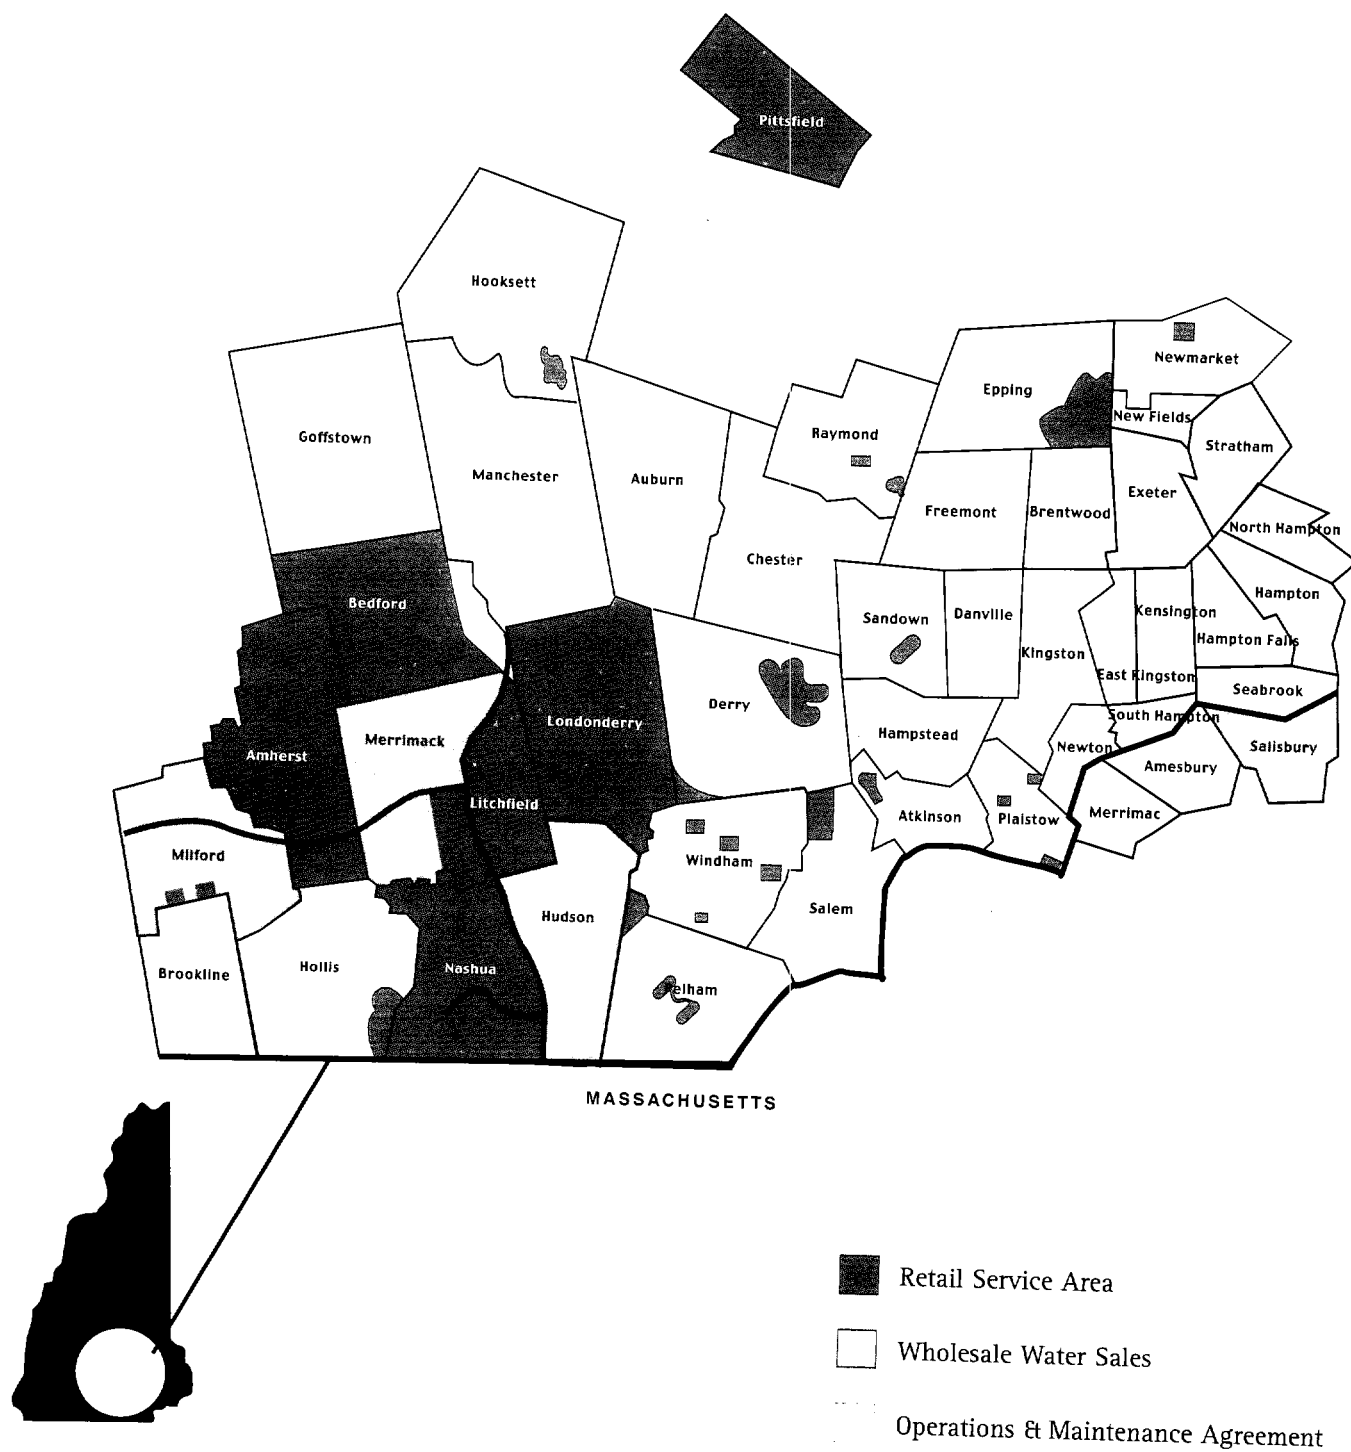 Pittsfield
Hooksett
Newmarket
Epping
New Fields
Goffstown
Raymond
Stratham
Manchester
Auburn
Exeter
Freemont
Brentwood
North Hampton
Chester
Bedford
Sandown
Danville
Kensington
Hampton
Hampton Falls
Kingston
East Kingston
Seabrook
Derry
Londonderry
South Hampton
Hampstead
Newton
Salisbury
Merrimack
Amherst
Amesbury
Litchfield
Atkinson
Plaistow
Merrimac
Milford
Windham
Salem
Hudson
Brookline
Hollis
Nashua
elham
MASSACHUSETTS
Retail Service Area
Wholesale Water Sales
Operations & Maintenance Agreement